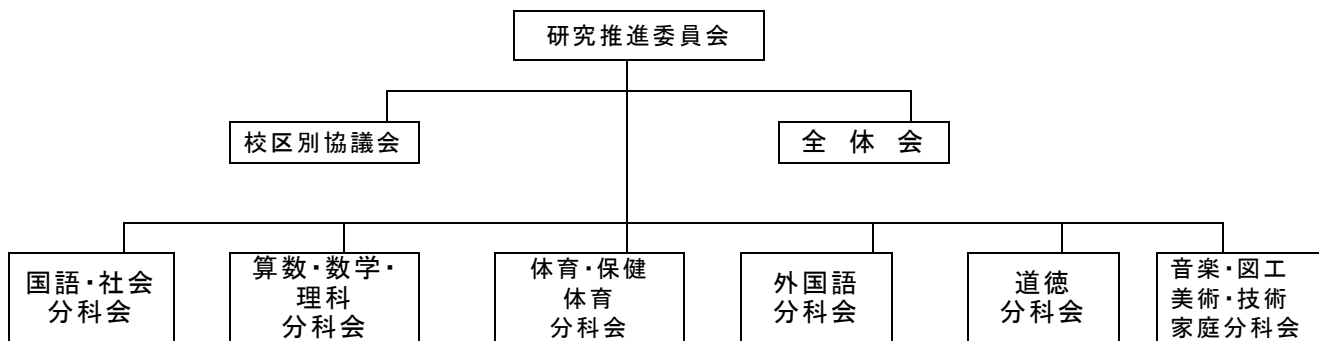 研究推進委員会
校区別協議会
全体会
国語・社会
分科会
算数・数学・
理科
分科会
体育・保健
体育
分科会
外国語
分科会
道徳
分科会
音楽・図工
美術・技術
家庭分科会